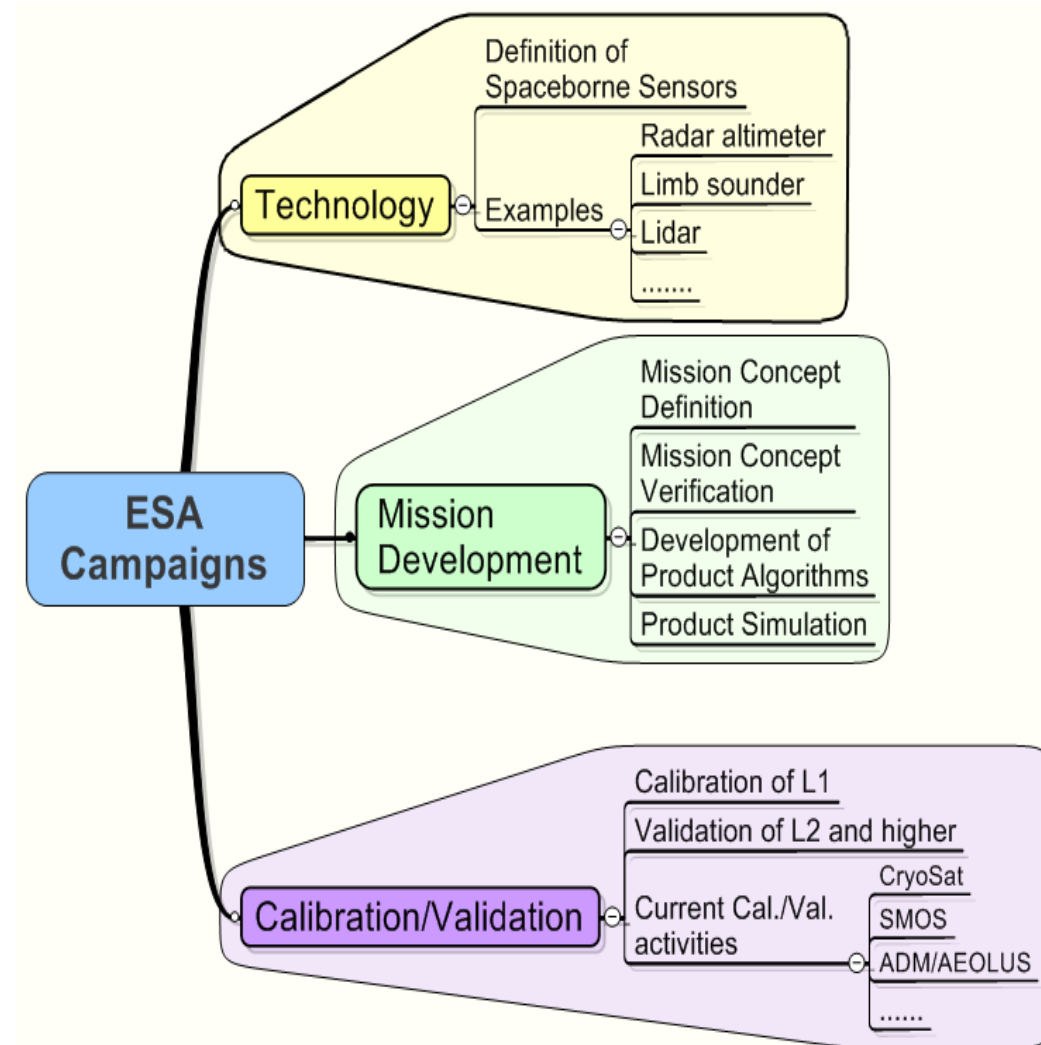 ESA
Campaigns
Technology
Definition of
Spaceborne Sensors
Examples
Radar altimeter
Limb sounder
Lidar
.......
Mission
Development
Mission Concept
Definition
Mission Concept
Verification
Development of
Product Algorithms
Product Simulation
Calibration/Validation
Calibration of L1
Validation of L2 and higher
Current Cal./Val.
activities
CryoSat
SMOS
ADM/AEOLUS
......